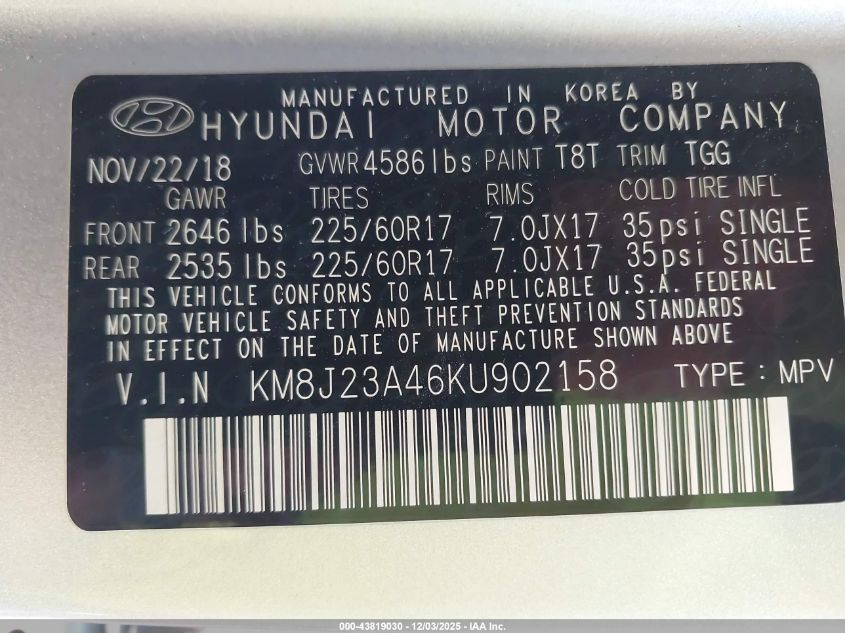 MANUFACTURED IN KOREA BY
HYUNDAI MOTOR COMPANY
NOV/22/18 GVWR 4586 lbs PAINT T8T TRIM TGG
GAWR TIRES RIMS COLD TIRE INFL
FRONT 2646 lbs 225/60R17 7.0JX17 35psi SINGLE
REAR 2535 lbs 225/60R17 7.0JX17 35psi SINGLE
THIS VEHICLE CONFORMS TO ALL APPLICABLE U.S.A. FEDERAL
MOTOR VEHICLE SAFETY AND THEFT PREVENTION STANDARDS
IN EFFECT ON THE DATE OF MANUFACTURE SHOWN ABOVE
V.I.N KM8J23A46KU902158 TYPE : MPV
000-43819030 - 12/03/2025 - IAA Inc.